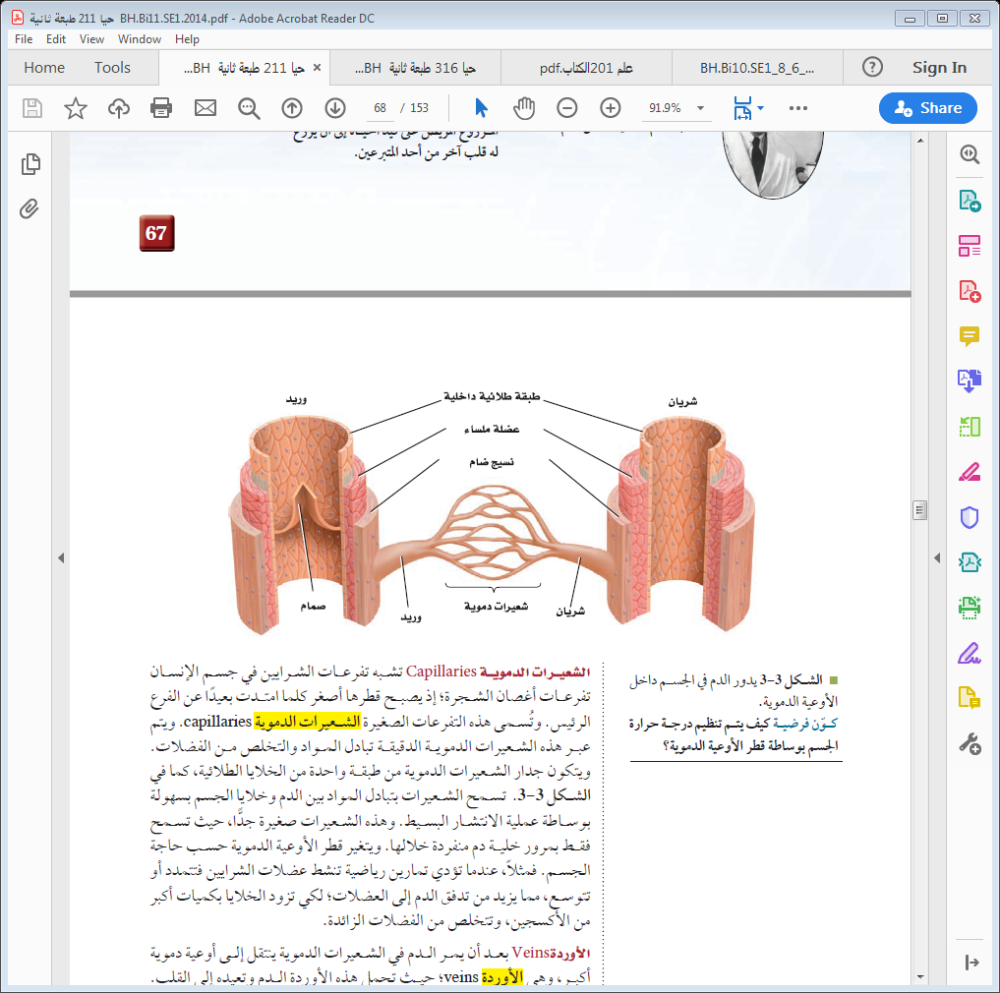 حيا 211 طبعة ثانية BH.Bi11.SE1.2014.pdf - Adobe Acrobat Reader DC
File Edit View Window Help
Home Tools حيا 211 طبعة ثانية BH... × حيا 316 طبعة ثانية BH... علم 201الكتاب.pdf BH.Bi10.SE1_8_6_... Sign In
68 / 153 91.9% Share
له قلب آخر من أحد المتبرعين.
67
وريد
طبقة طلائية داخلية
شريان
عضلة ملساء
نسيج ضام
صمام
وريد
شعيرات دموية
شريان
الشكل 3-3 يدور الدم في الجسم داخل
الأوعية الدموية.
كوّن فرضية كيف يتم تنظيم درجة حرارة
الجسم بوساطة قطر الأوعية الدموية؟
الشعيرات الدموية Capillaries تشبه تفرعات الشرايين في جسم الإنسان
تفرعات أغصان الشجرة؛ إذ يصبح قطرها أصغر كلما امتدت بعيدًا عن الفرع
الرئيس. وتُسمى هذه التفرعات الصغيرة الشعيرات الدموية capillaries. ويتم
عبر هذه الشعيرات الدموية الدقيقة تبادل المواد والتخلص من الفضلات.
ويتكون جدار الشعيرات الدموية من طبقة واحدة من الخلايا الطلائية، كما في
الشكل 3-3. تسمح الشعيرات بتبادل المواد بين الدم وخلايا الجسم بسهولة
بوساطة عملية الانتشار البسيط. وهذه الشعيرات صغيرة جدًّا، حيث تسمح
فقط بمرور خلية دم منفردة خلالها. ويتغير قطر الأوعية الدموية حسب حاجة
الجسم. فمثلاً، عندما تؤدي تمارين رياضية تنشط عضلات الشرايين فتتمدد أو
تتوسع، مما يزيد من تدفق الدم إلى العضلات؛ لكي تزود الخلايا بكميات أكبر
من الأكسجين، وتتخلص من الفضلات الزائدة.
الأوردة Veins بعد أن يمر الدم في الشعيرات الدموية ينتقل إلى أوعية دموية
أكبر، وهي الأوردة veins؛ حيث تحمل هذه الأوردة الدم وتعيده إلى القلب.